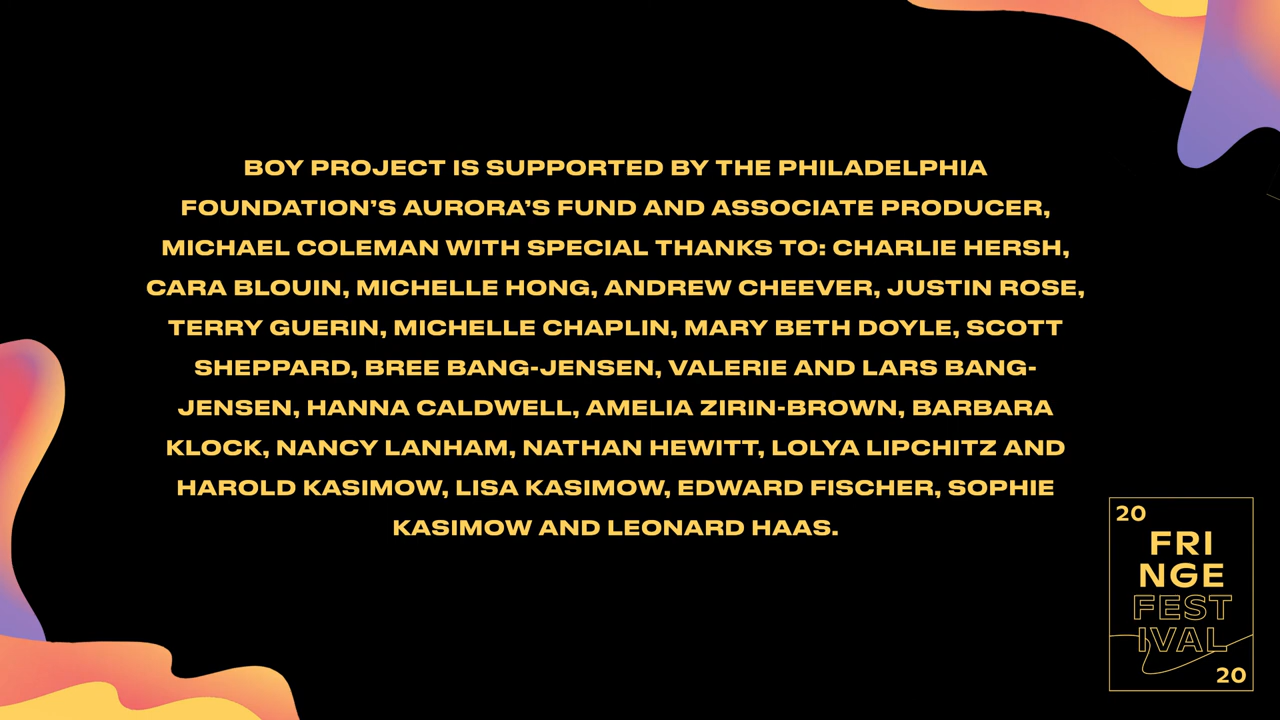 BOY PROJECT IS SUPPORTED BY THE PHILADELPHIA
FOUNDATION’S AURORA’S FUND AND ASSOCIATE PRODUCER,
MICHAEL COLEMAN WITH SPECIAL THANKS TO: CHARLIE HERSH,
CARA BLOUIN, MICHELLE HONG, ANDREW CHEEVER, JUSTIN ROSE,
TERRY GUERIN, MICHELLE CHAPLIN, MARY BETH DOYLE, SCOTT
SHEPPARD, BREE BANG-JENSEN, VALERIE AND LARS BANG-
JENSEN, HANNA CALDWELL, AMELIA ZIRIN-BROWN, BARBARA
KLOCK, NANCY LANHAM, NATHAN HEWITT, LOLYA LIPCHITZ AND
HAROLD KASIMOW, LISA KASIMOW, EDWARD FISCHER, SOPHIE
KASIMOW AND LEONARD HAAS.
20
FRI
NGE
FEST
IVAL
20